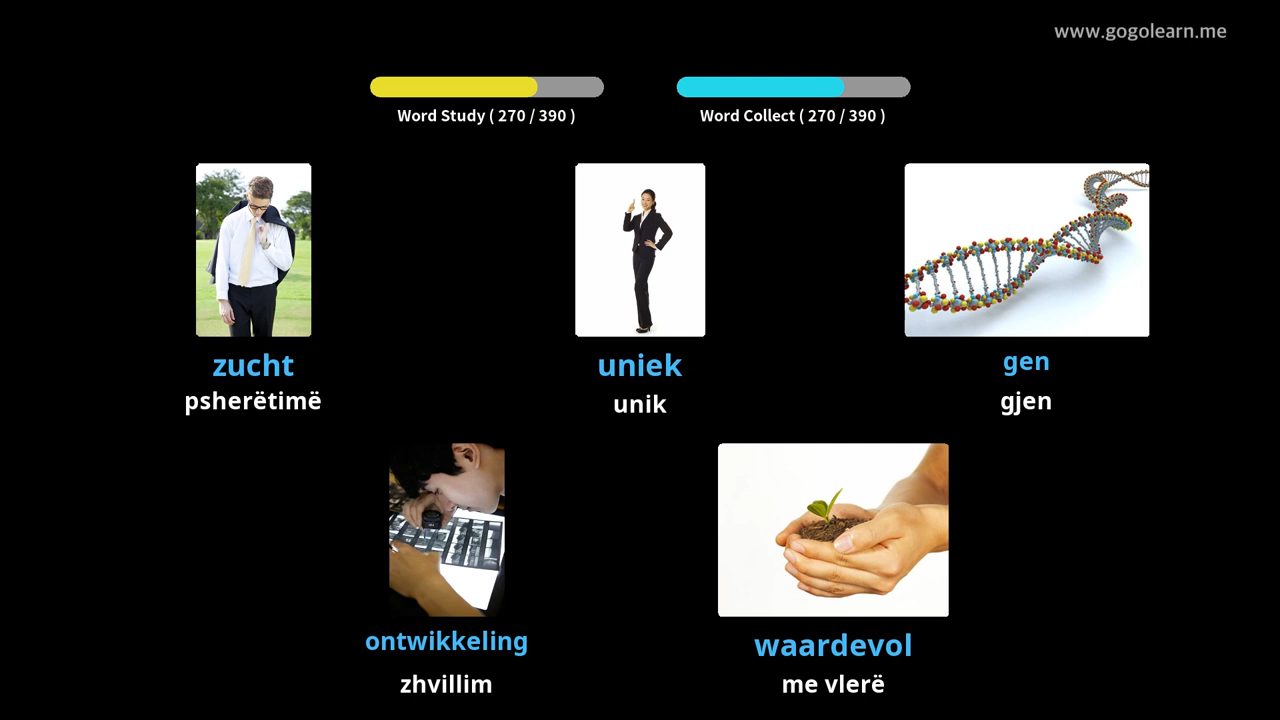 www.gogolearn.me
Word Study ( 270 / 390 )
Word Collect ( 270 / 390 )
zucht
psherëtimë
uniek
unik
gen
gjen
ontwikkeling
zhvillim
waardevol
me vlerë